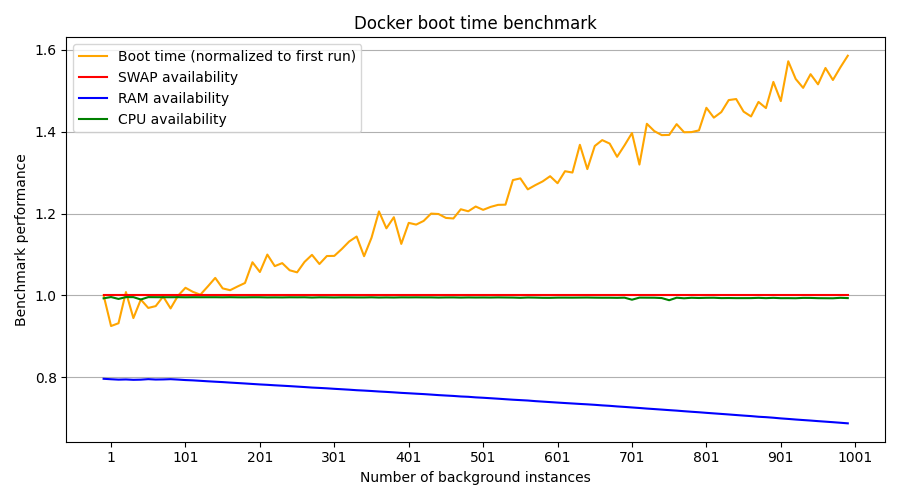 Docker boot time benchmark
Boot time (normalized to first run)
SWAP availability
RAM availability
CPU availability
Benchmark performance
1.6
1.4
1.2
1.0
0.8
1 101 201 301 401 501 601 701 801 901 1001
Number of background instances